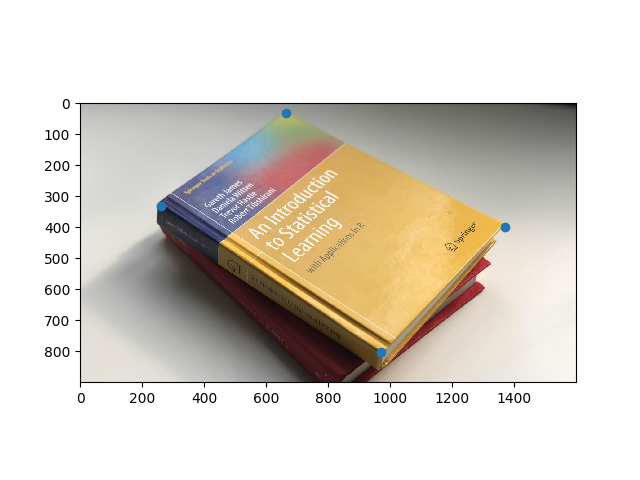 0
100
200
300
400
500
600
700
800
0
200
400
600
800
1000
1200
1400
Springer Texts in Statistics
Gareth James
Daniela Witten
Trevor Hastie
Robert Tibshirani
An Introduction
to Statistical
Learning
with Applications in R
Springer